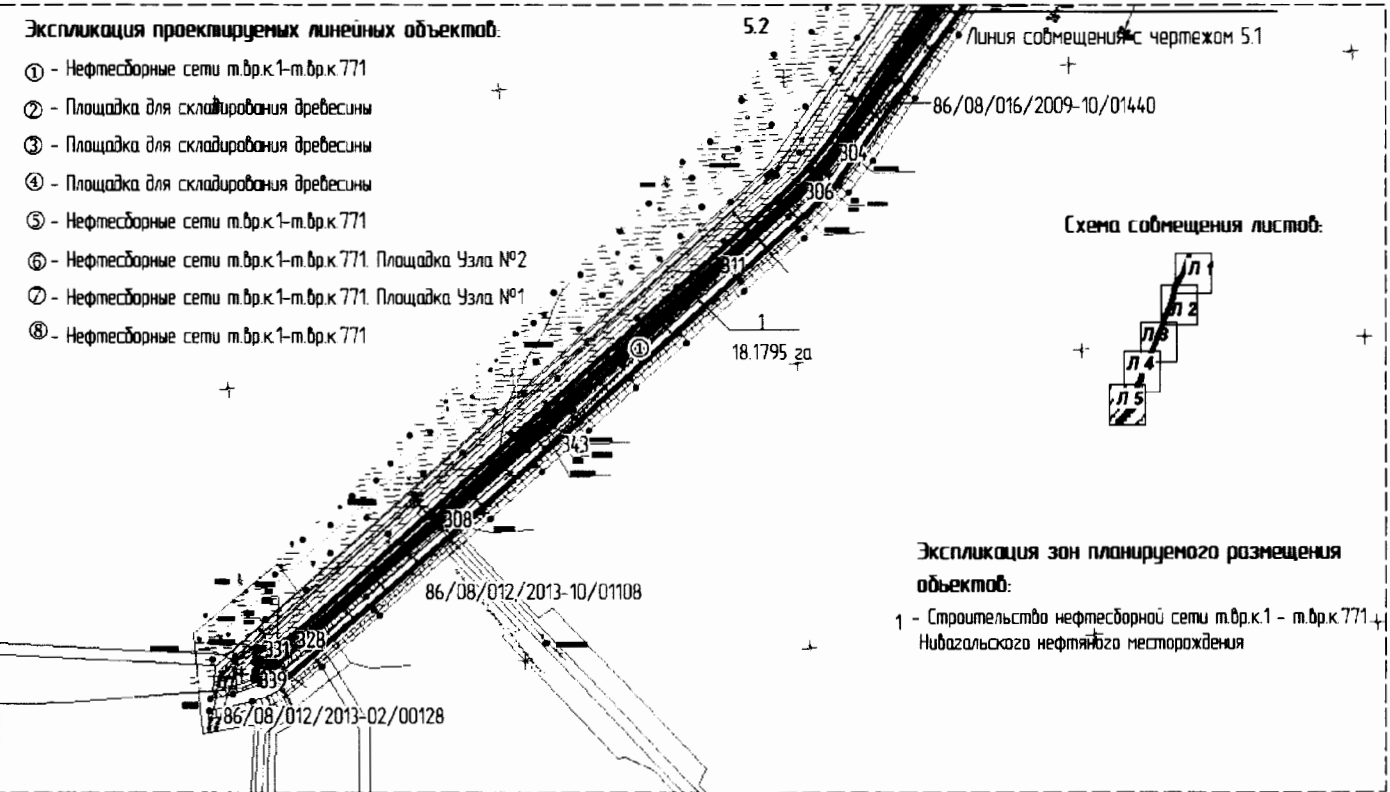 Экспликация проектируемых линейных объектов:
① - Нефтесборные сети т.вр.к.1-т.вр.к.771
② - Площадка для складирования древесины
③ - Площадка для складирования древесины
④ - Площадка для складирования древесины
⑤ - Нефтесборные сети т.вр.к.1-т.вр.к.771
⑥ - Нефтесборные сети т.вр.к.1-т.вр.к.771. Площадка Узла №2
⑦ - Нефтесборные сети т.вр.к.1-т.вр.к.771. Площадка Узла №1
⑧ - Нефтесборные сети т.вр.к.1-т.вр.к.771
5.2
Линия совмещения с чертежом 5.1
86/08/016/2009-10/01440
304
306
311
1
18.1795 га
①
343
308
86/08/012/2013-10/01108
328
331
339
86/08/012/2013-02/00128
Схема совмещения листов:
Л 1
Л 2
Л 3
Л 4
Л 5
Экспликация зон планируемого размещения
объектов:
1 - Строительство нефтесборной сети т.вр.к.1 - т.вр.к.771
Нивагальского нефтяного месторождения